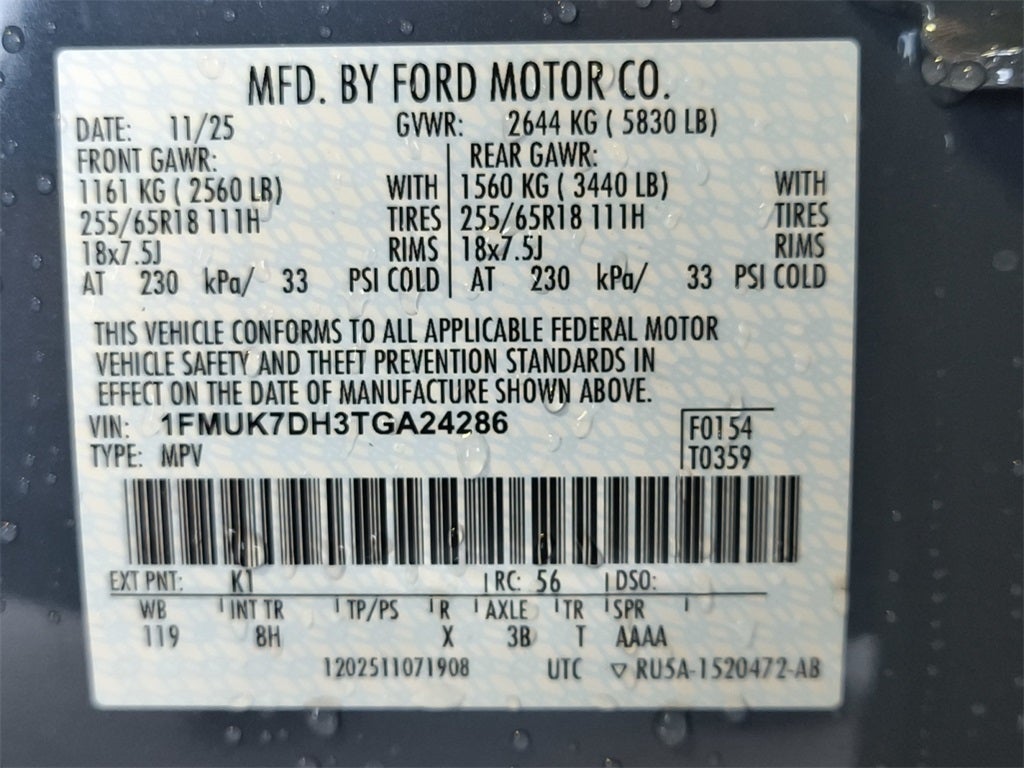 MFD. BY FORD MOTOR CO.
DATE: 11/25 GVWR: 2644 KG ( 5830 LB)
FRONT GAWR: REAR GAWR:
1161 KG ( 2560 LB) WITH 1560 KG ( 3440 LB) WITH
255/65R18 111H TIRES 255/65R18 111H TIRES
18x7.5J RIMS 18x7.5J RIMS
AT 230 kPa/ 33 PSI COLD AT 230 kPa/ 33 PSI COLD
THIS VEHICLE CONFORMS TO ALL APPLICABLE FEDERAL MOTOR
VEHICLE SAFETY AND THEFT PREVENTION STANDARDS IN
EFFECT ON THE DATE OF MANUFACTURE SHOWN ABOVE.
VIN: 1FMUK7DH3TGA24286 F0154
TYPE: MPV T0359
EXT PNT: K1 RC: 56 DSO:
WB INT TR TP/PS R AXLE TR SPR
119 8H X 3B T AAAA
1202511071908 UTC ▽ RU5A-1520472-AB